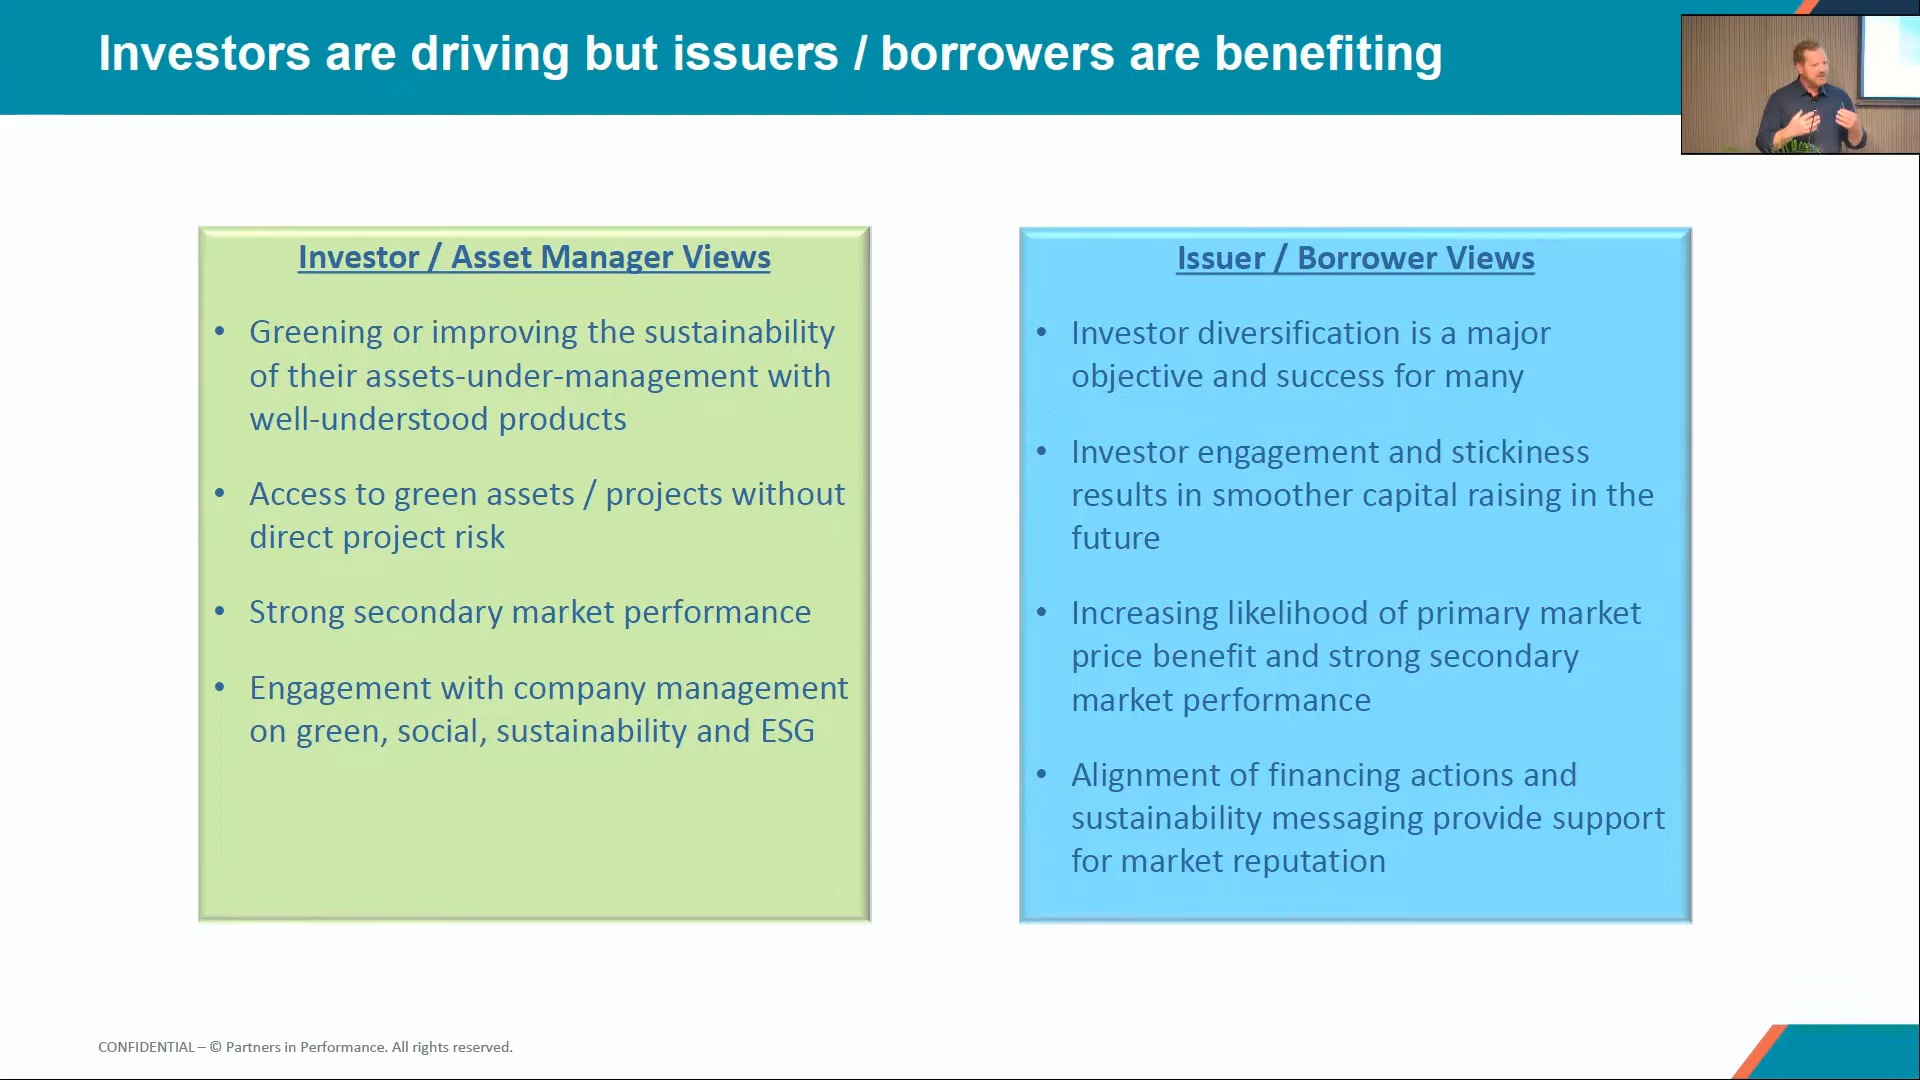 Investors are driving but issuers / borrowers are benefiting
Investor / Asset Manager Views
• Greening or improving the sustainability
of their assets-under-management with
well-understood products
• Access to green assets / projects without
direct project risk
• Strong secondary market performance
• Engagement with company management
on green, social, sustainability and ESG
Issuer / Borrower Views
• Investor diversification is a major
objective and success for many
• Investor engagement and stickiness
results in smoother capital raising in the
future
• Increasing likelihood of primary market
price benefit and strong secondary
market performance
• Alignment of financing actions and
sustainability messaging provide support
for market reputation
CONFIDENTIAL – © Partners in Performance. All rights reserved.